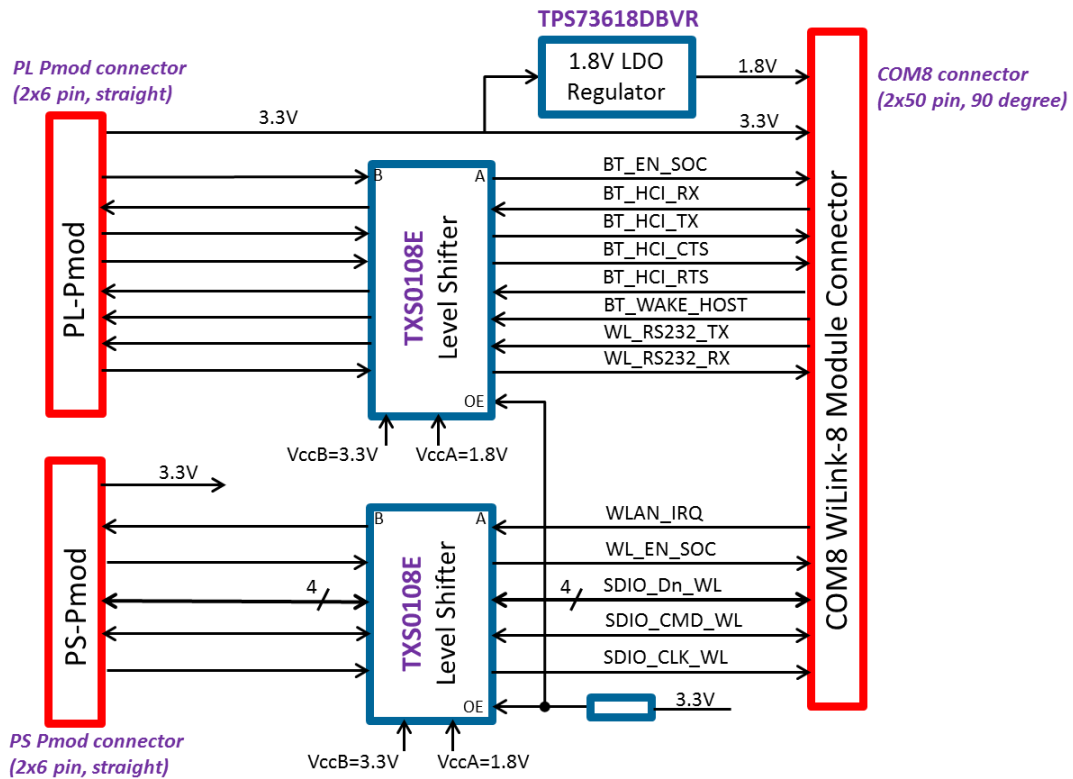 TPS73618DBVR
PL Pmod connector
(2x6 pin, straight)
1.8V LDO
Regulator
1.8V
COM8 connector
(2x50 pin, 90 degree)
3.3V
3.3V
PL-Pmod
B
A
TXS0108E
Level Shifter
OE
BT_EN_SOC
BT_HCI_RX
BT_HCI_TX
BT_HCI_CTS
BT_HCI_RTS
BT_WAKE_HOST
WL_RS232_TX
WL_RS232_RX
COM8 WiLink-8 Module Connector
VccB=3.3V
VccA=1.8V
3.3V
PS-Pmod
B
A
TXS0108E
Level Shifter
OE
4
4
WLAN_IRQ
WL_EN_SOC
SDIO_Dn_WL
SDIO_CMD_WL
SDIO_CLK_WL
3.3V
PS Pmod connector
(2x6 pin, straight)
VccB=3.3V
VccA=1.8V